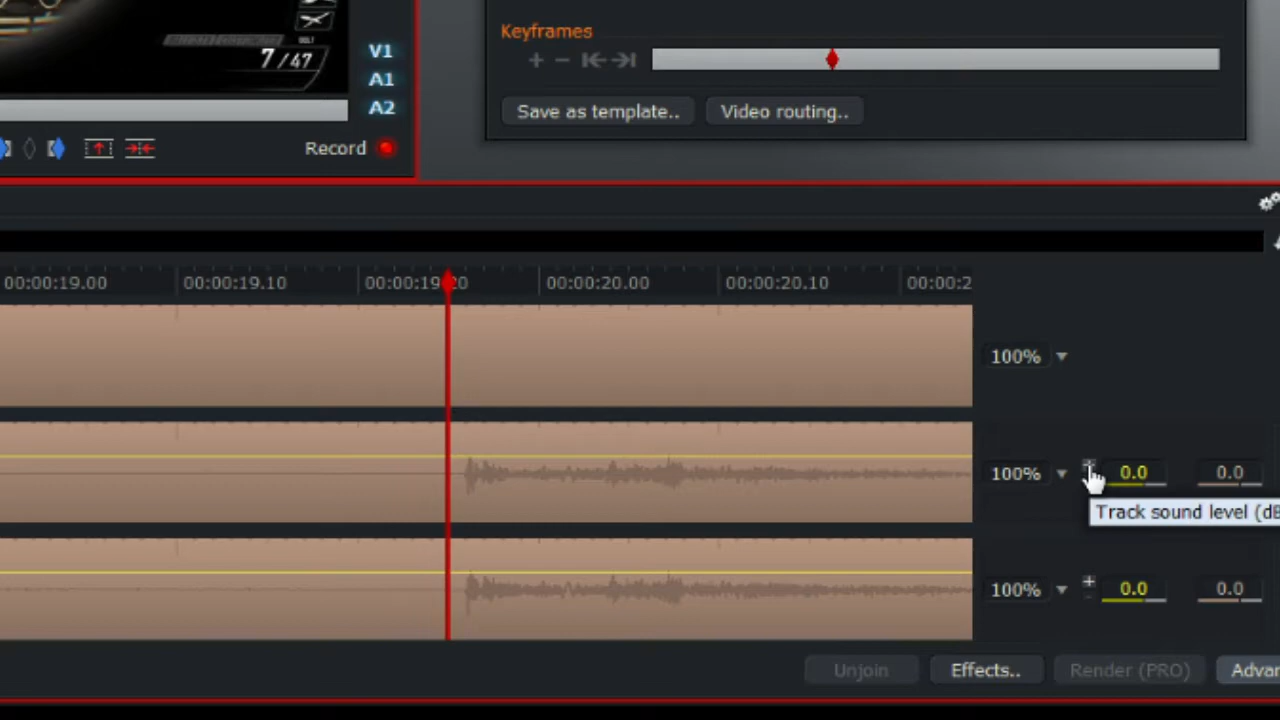 7/47
V1
A1
A2
Record
Keyframes
Save as template..
Video routing..
00:00:19.00
00:00:19.10
00:00:19.20
00:00:20.00
00:00:20.10
00:00:2
100%
100%
0.0
0.0
Track sound level (dB
100%
0.0
0.0
Unjoin
Effects..
Render (PRO)
Advan